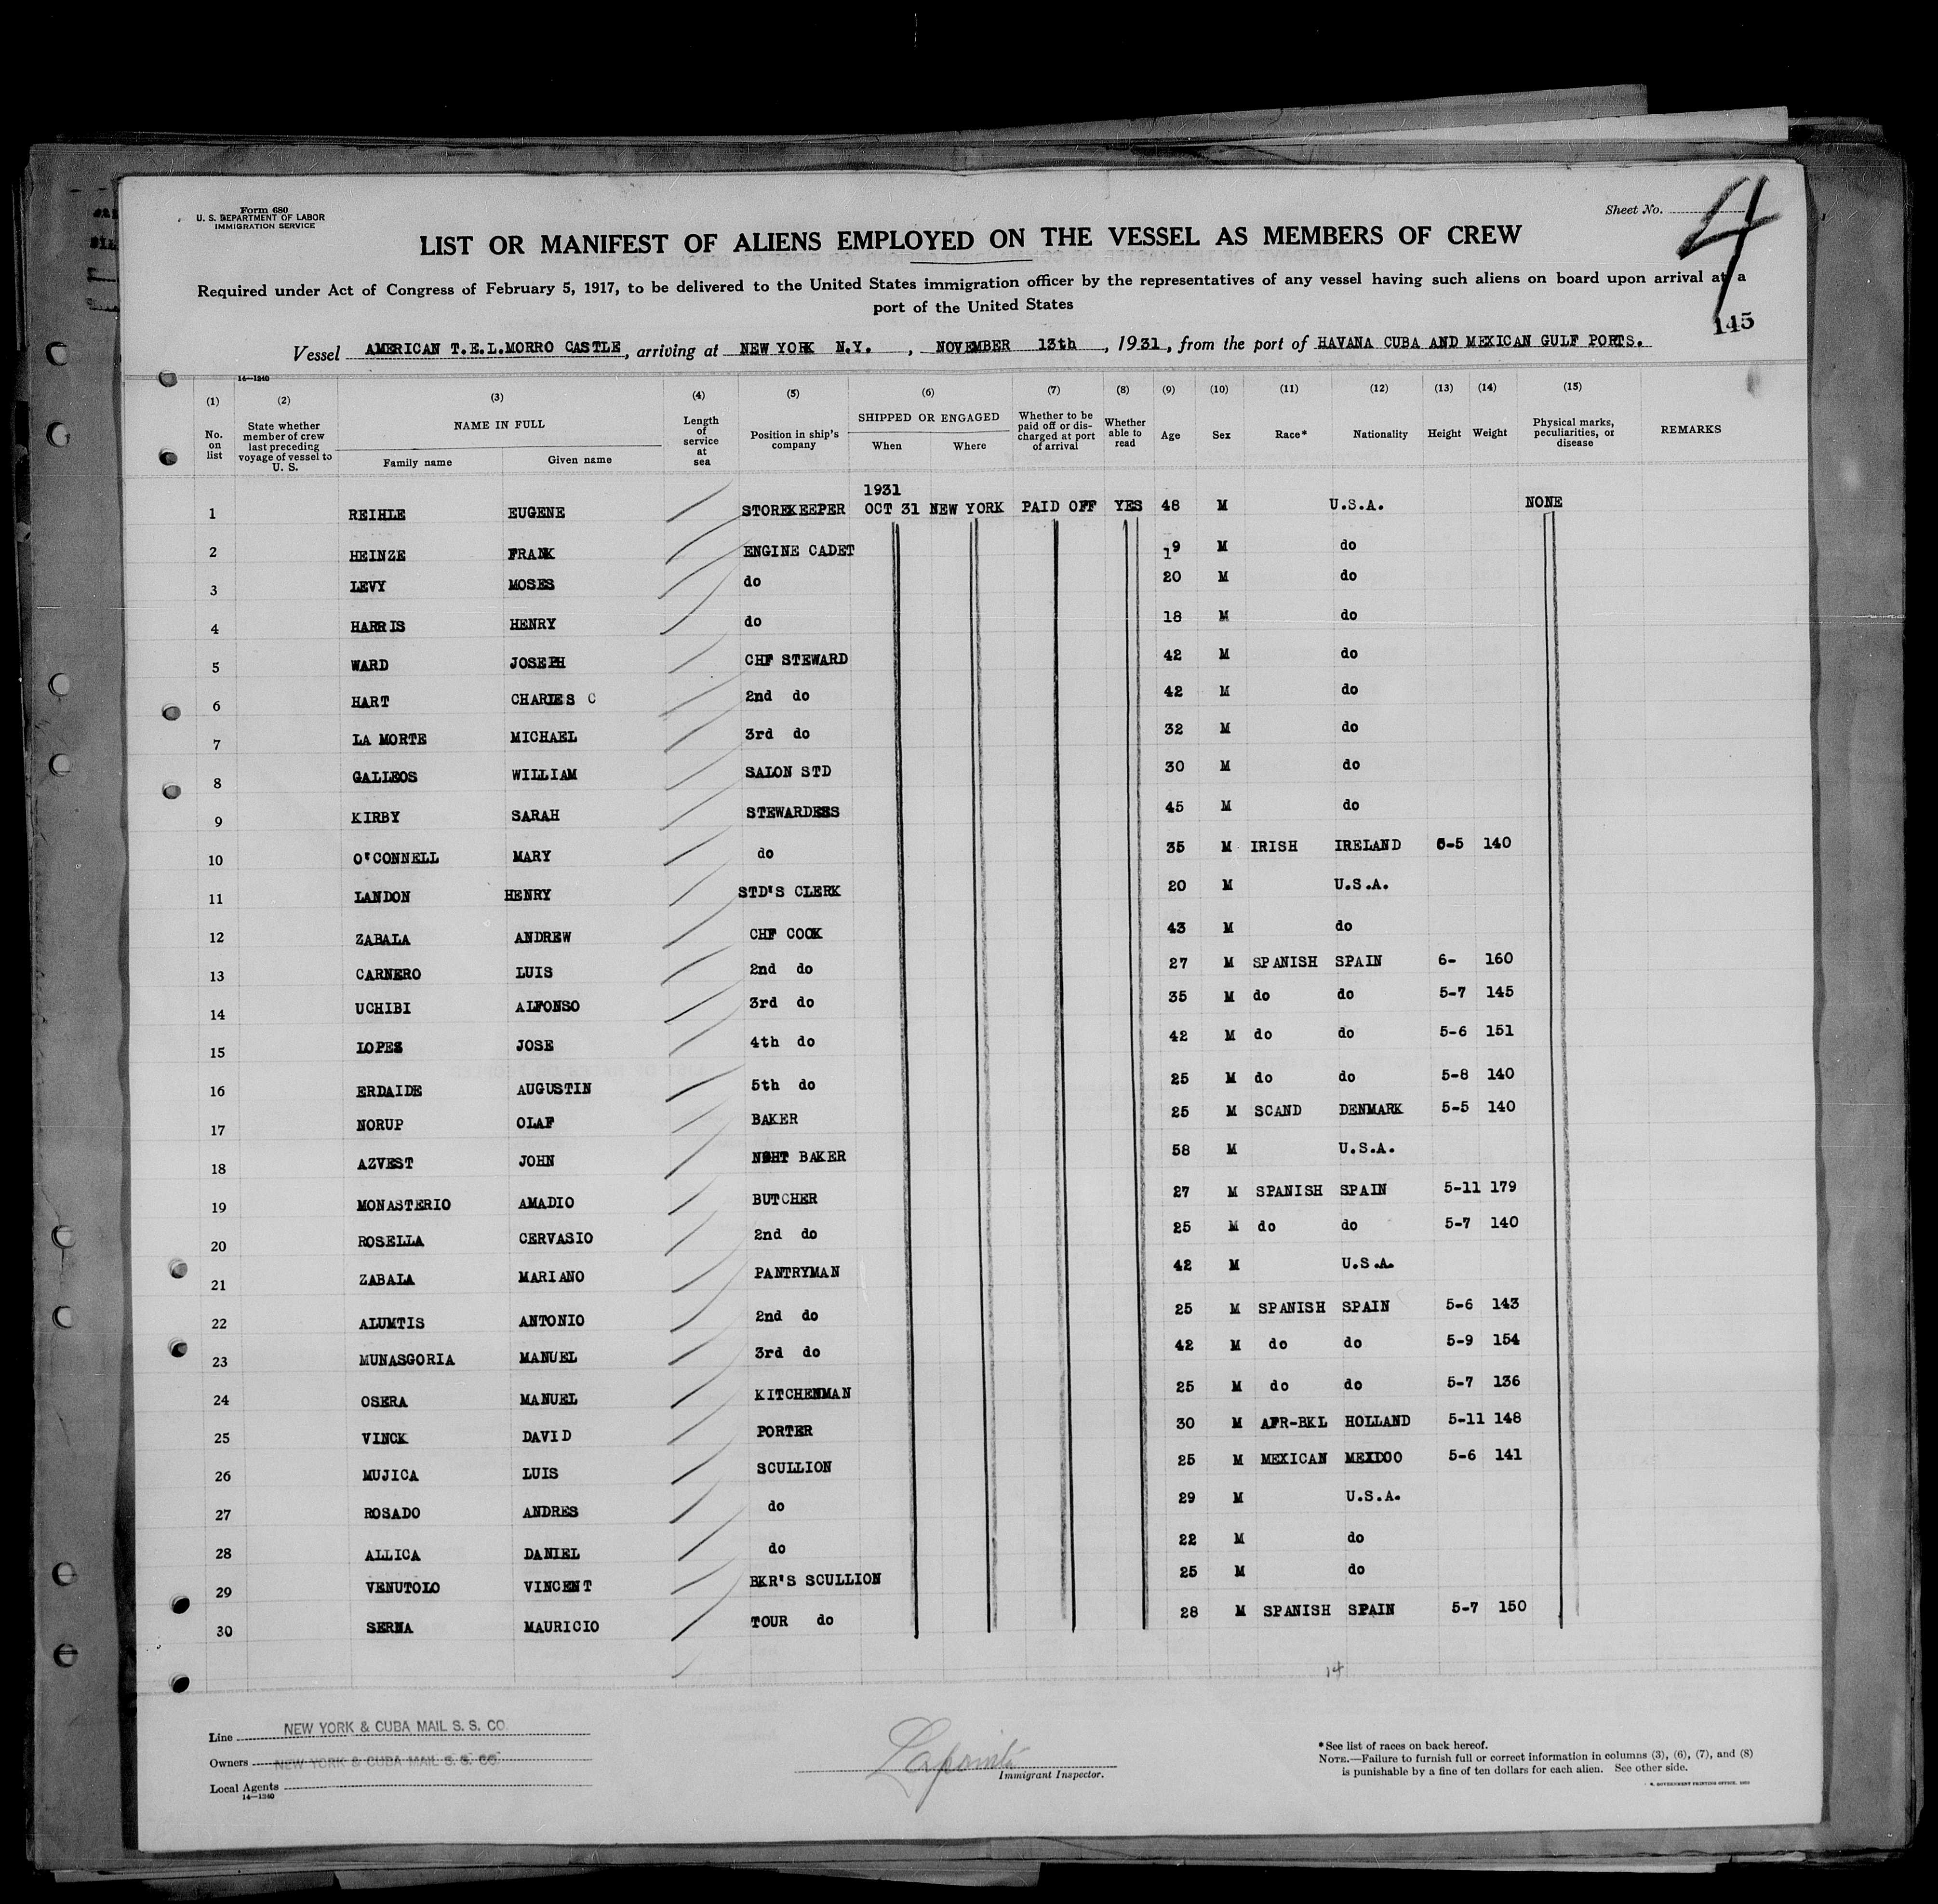 Form 680
U. S. DEPARTMENT OF LABOR
IMMIGRATION SERVICE
Sheet No. 4
LIST OR MANIFEST OF ALIENS EMPLOYED ON THE VESSEL AS MEMBERS OF CREW
Required under Act of Congress of February 5, 1917, to be delivered to the United States immigration officer by the representatives of any vessel having such aliens on board upon arrival at a
port of the United States
145
Vessel AMERICAN T.E.L.MORRO CASTLE, arriving at NEW YORK N.Y. , NOVEMBER 13th , 1931, from the port of HAVANA CUBA AND MEXICAN GULF PORTS.
14—1240
(1) (2) (3) (4) (5) (6) (7) (8) (9) (10) (11) (12) (13) (14) (15)
No. on list
State whether member of crew last preceding voyage of vessel to U. S.
NAME IN FULL
Family name Given name
Length of service at sea
Position in ship's company
SHIPPED OR ENGAGED
When Where
Whether to be paid off or discharged at port of arrival
Whether able to read
Age Sex Race* Nationality Height Weight
Physical marks, peculiarities, or disease
REMARKS
1931
1 REIHLE EUGENE STOREKEEPER OCT 31 NEW YORK PAID OFF YES 48 M U.S.A. NONE
2 HEINZE FRANK ENGINE CADET 19 M do
3 LEVY MOSES do 20 M do
4 HARRIS HENRY do 18 M do
5 WARD JOSEPH CHF STEWARD 42 M do
6 HART CHARLES C 2nd do 42 M do
7 LA MORTE MICHAEL 3rd do 32 M do
8 GALLEOS WILLIAM SALON STD 30 M do
9 KIRBY SARAH STEWARDESS 45 M do
10 O'CONNELL MARY do 35 M IRISH IRELAND 5-5 140
11 LANDON HENRY STD'S CLERK 20 M U.S.A.
12 ZABALA ANDREW CHF COOK 43 M do
13 CARNERO LUIS 2nd do 27 M SPANISH SPAIN 6- 160
14 UCHIBI ALFONSO 3rd do 35 M do do 5-7 145
15 LOPEZ JOSE 4th do 42 M do do 5-6 151
16 ERDAIDE AUGUSTIN 5th do 25 M do do 5-8 140
17 NORUP OLAF BAKER 25 M SCAND DENMARK 5-5 140
18 AZVEST JOHN NGHT BAKER 58 M U.S.A.
19 MONASTERIO AMADIO BUTCHER 27 M SPANISH SPAIN 5-11 179
20 ROSELLA CERVASIO 2nd do 25 M do do 5-7 140
21 ZABALA MARIANO PANTRYMAN 42 M U.S.A.
22 ALUMTIS ANTONIO 2nd do 25 M SPANISH SPAIN 5-6 143
23 MUNASGORIA MANUEL 3rd do 42 M do do 5-9 154
24 OSERA MANUEL KITCHENMAN 25 M do do 5-7 136
25 VINCK DAVID PORTER 30 M AFR-BKL HOLLAND 5-11 148
26 MUJICA LUIS SCULLION 25 M MEXICAN MEXICO 5-6 141
27 ROSADO ANDRES do 29 M U.S.A.
28 ALLICA DANIEL do 22 M do
29 VENUTOLO VINCENT BKR'S SCULLION 25 M do
30 SERNA MAURICIO TOUR do 28 M SPANISH SPAIN 5-7 150
14
Line NEW YORK & CUBA MAIL S. S. CO.
Owners NEW YORK & CUBA MAIL S. S. CO.
Local Agents
14—1240
Immigrant Inspector.
*See list of races on back hereof.
NOTE.—Failure to furnish full or correct information in columns (3), (6), (7), and (8)
is punishable by a fine of ten dollars for each alien. See other side.